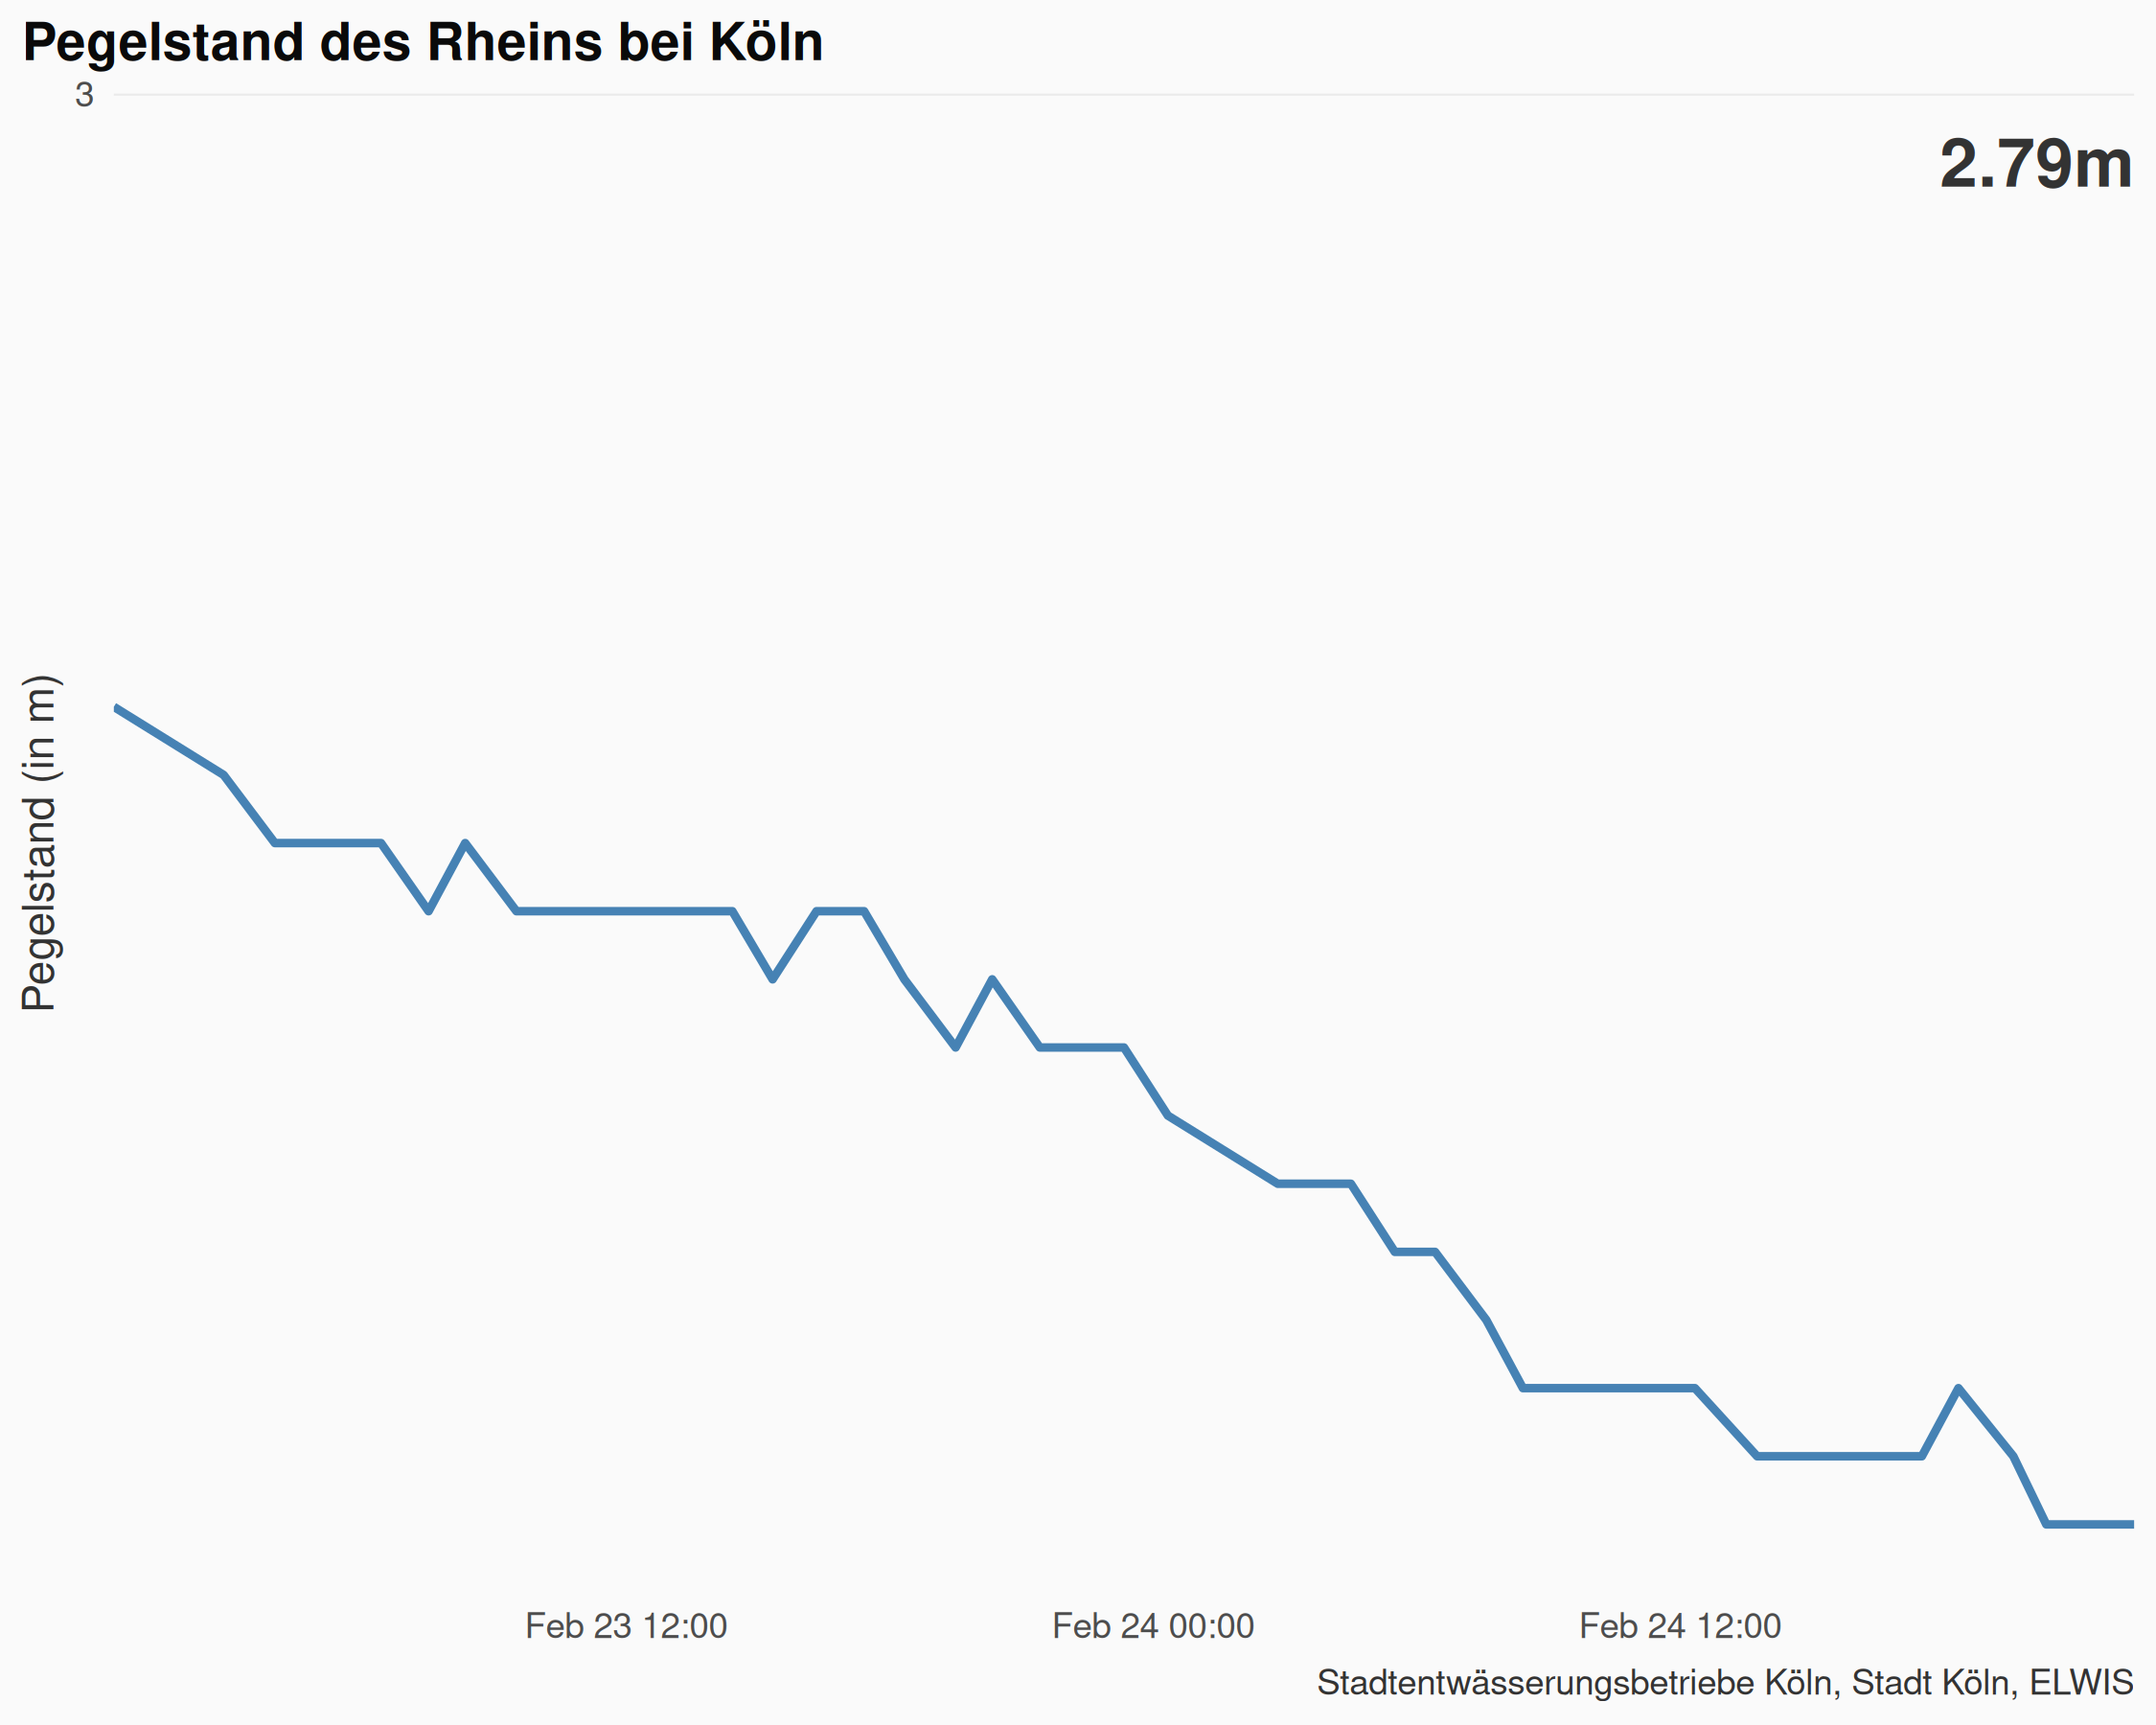 Pegelstand des Rheins bei Köln
3
2.79m
Pegelstand (in m)
Feb 23 12:00
Feb 24 00:00
Feb 24 12:00
Stadtentwässerungsbetriebe Köln, Stadt Köln, ELWIS